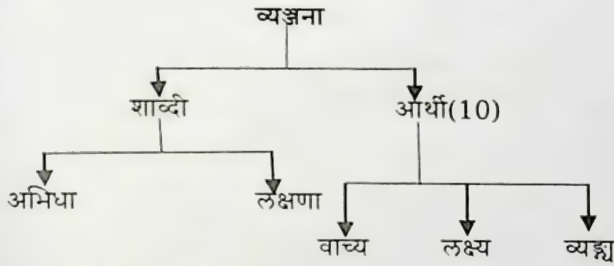 व्यञ्जना
शाब्दी आर्थी(10)
अभिधा लक्षणा
वाच्य लक्ष्य व्यङ्ग्य